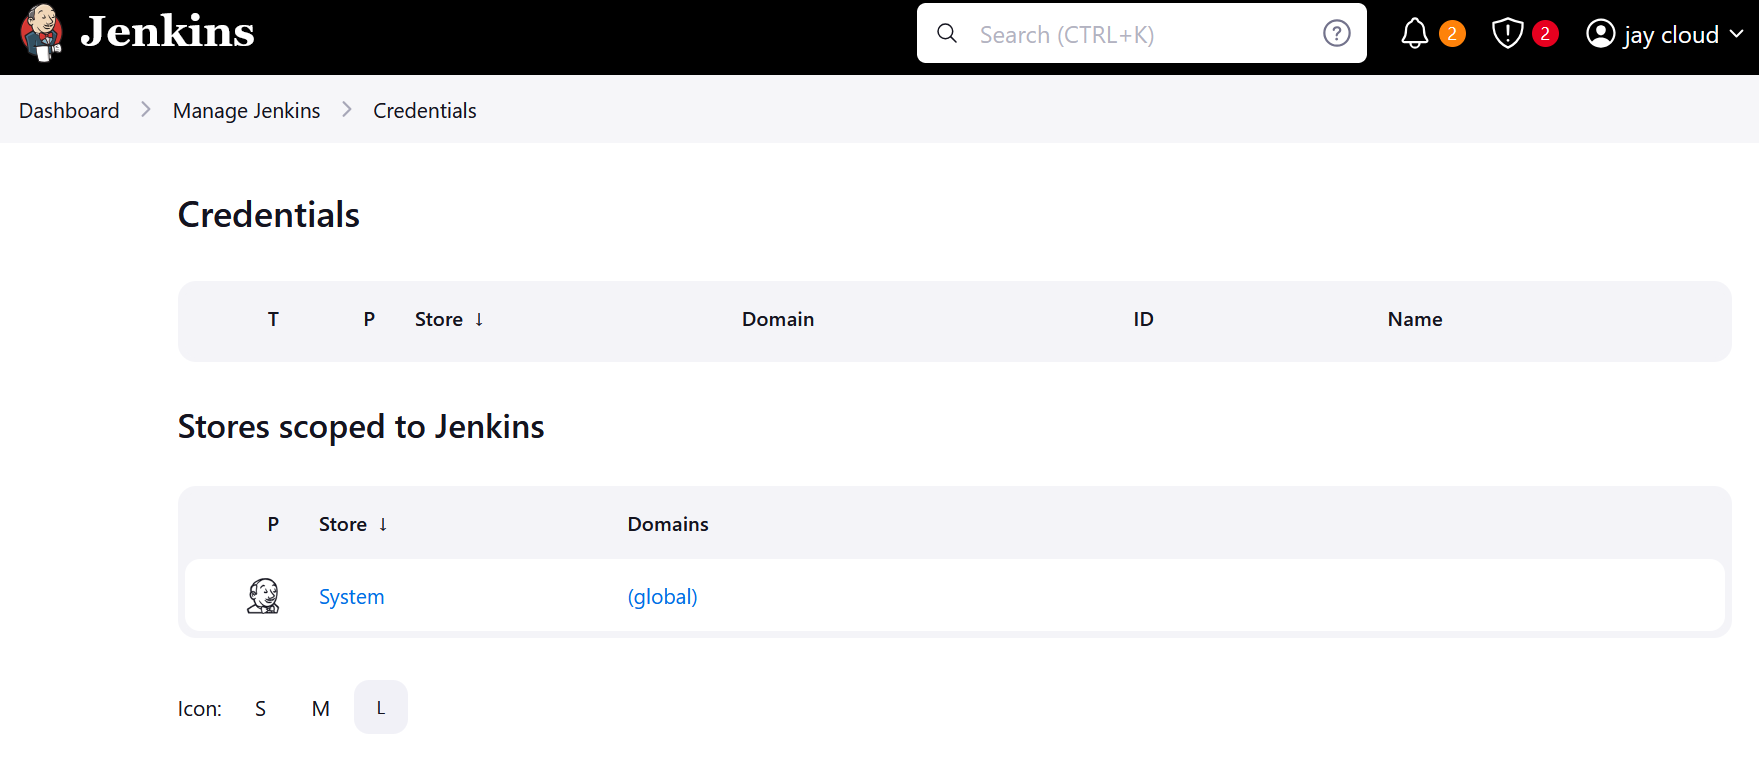 Jenkins Search (CTRL+K) ? 2 2 jay cloud
Dashboard Manage Jenkins Credentials
Credentials
T P Store ↓ Domain ID Name
Stores scoped to Jenkins
P Store ↓ Domains
System (global)
Icon: S M L